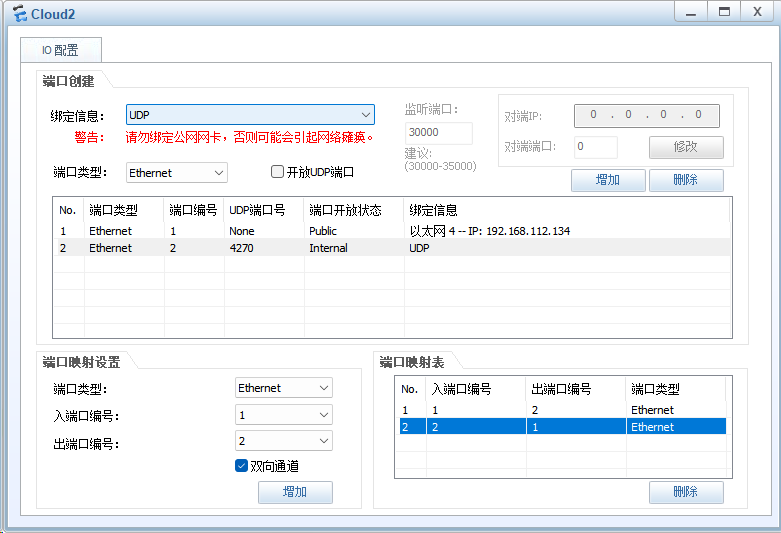 Cloud2
IO 配置
端口创建
绑定信息： UDP
警告： 请勿绑定公网网卡，否则可能会引起网络瘫痪。
端口类型： Ethernet 开放UDP端口
监听端口：
30000
建议:
(30000-35000)
对端IP: 0 . 0 . 0 . 0
对端端口: 0 修改
增加 删除
No. 端口类型 端口编号 UDP端口号 端口开放状态 绑定信息
1 Ethernet 1 None Public 以太网 4 -- IP: 192.168.112.134
2 Ethernet 2 4270 Internal UDP
端口映射设置
端口类型： Ethernet
入端口编号： 1
出端口编号： 2
双向通道
增加
端口映射表
No. 入端口编号 出端口编号 端口类型
1 1 2 Ethernet
2 2 1 Ethernet
删除